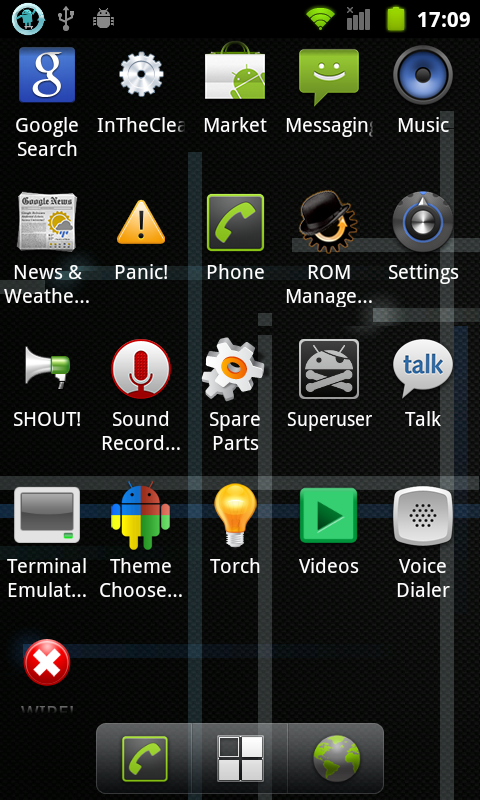 17:09
g
Google News
talk
Google Search
InTheClea
Market
Messaging
Music
News & Weathe...
Panic!
Phone
ROM Manage...
Settings
SHOUT!
Sound Record...
Spare Parts
Superuser
Talk
Terminal Emulat...
Theme Choose...
Torch
Videos
Voice Dialer
WIPE!